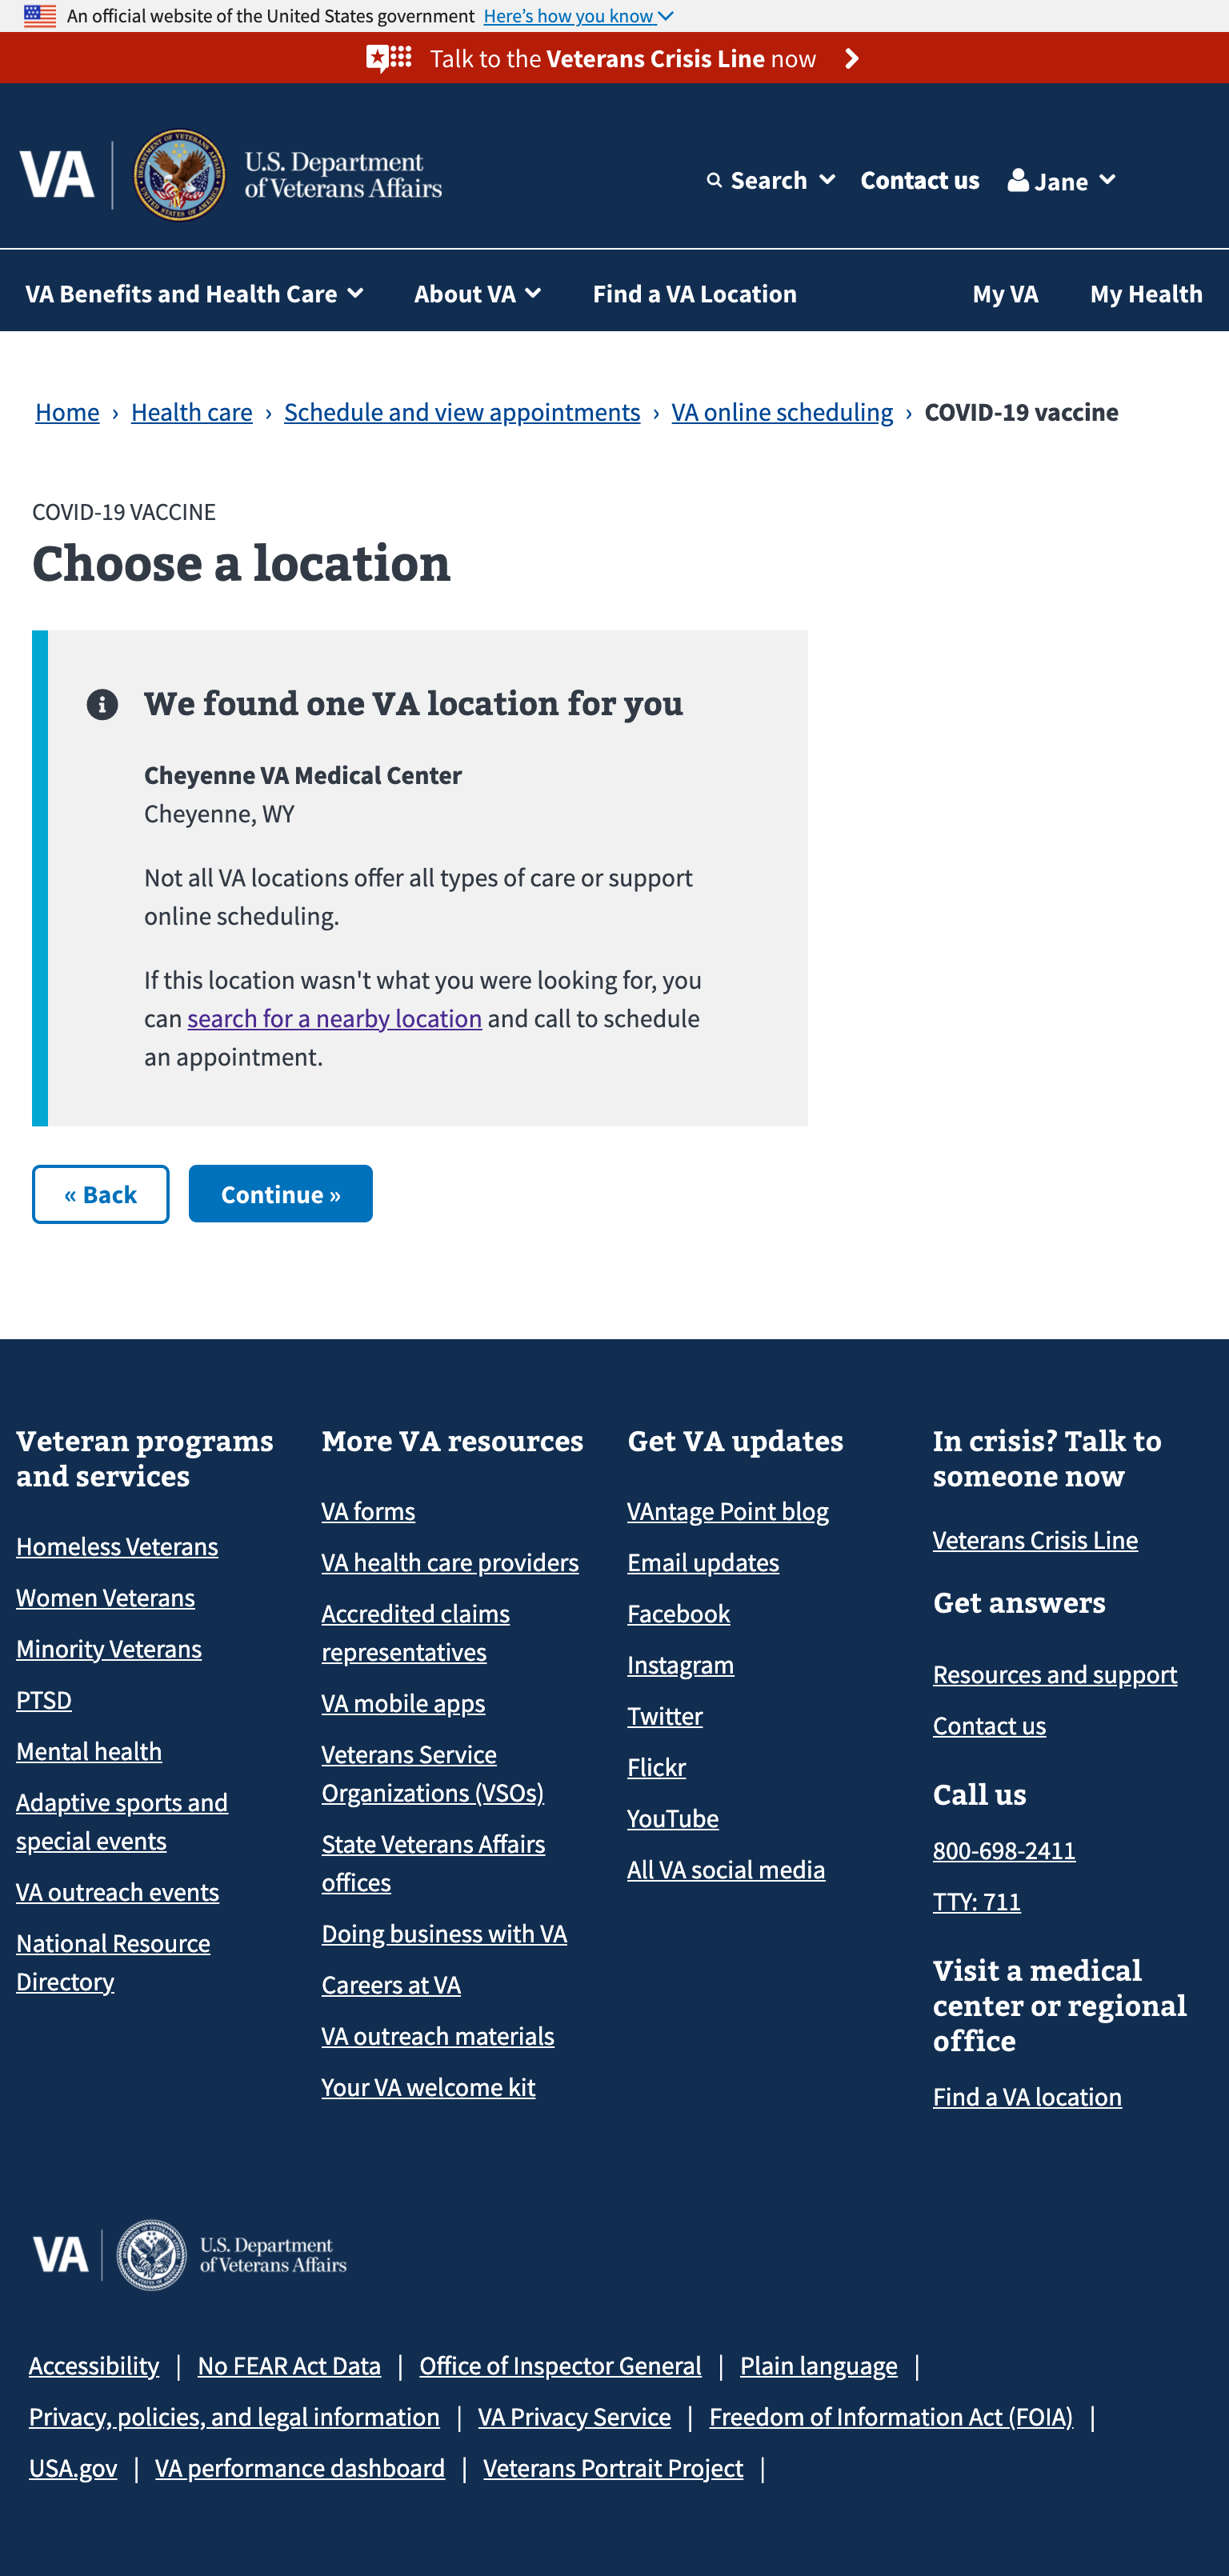 An official website of the United States government Here's how you know
Talk to the Veterans Crisis Line now
VA
U.S. Department
of Veterans Affairs
Search
Contact us
Jane
VA Benefits and Health Care
About VA
Find a VA Location
My VA
My Health
Home › Health care › Schedule and view appointments › VA online scheduling › COVID-19 vaccine
COVID-19 VACCINE
Choose a location
We found one VA location for you
Cheyenne VA Medical Center
Cheyenne, WY
Not all VA locations offer all types of care or support
online scheduling.
If this location wasn't what you were looking for, you
can search for a nearby location and call to schedule
an appointment.
« Back
Continue »
Veteran programs
and services
Homeless Veterans
Women Veterans
Minority Veterans
PTSD
Mental health
Adaptive sports and
special events
VA outreach events
National Resource
Directory
More VA resources
VA forms
VA health care providers
Accredited claims
representatives
VA mobile apps
Veterans Service
Organizations (VSOs)
State Veterans Affairs
offices
Doing business with VA
Careers at VA
VA outreach materials
Your VA welcome kit
Get VA updates
VAntage Point blog
Email updates
Facebook
Instagram
Twitter
Flickr
YouTube
All VA social media
In crisis? Talk to
someone now
Veterans Crisis Line
Get answers
Resources and support
Contact us
Call us
800-698-2411
TTY: 711
Visit a medical
center or regional
office
Find a VA location
VA
U.S. Department
of Veterans Affairs
Accessibility | No FEAR Act Data | Office of Inspector General | Plain language |
Privacy, policies, and legal information | VA Privacy Service | Freedom of Information Act (FOIA) |
USA.gov | VA performance dashboard | Veterans Portrait Project |